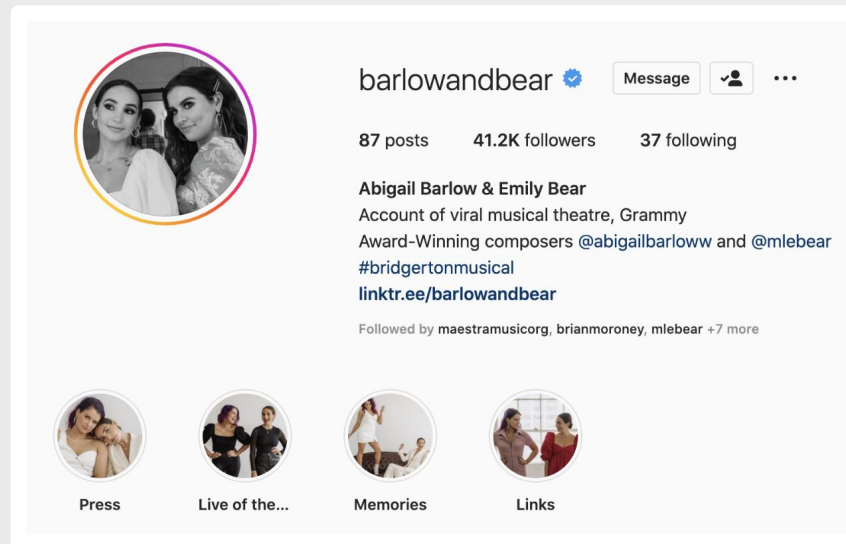 barlowandbear Message
87 posts 41.2K followers 37 following
Abigail Barlow & Emily Bear
Account of viral musical theatre, Grammy
Award-Winning composers @abigailbarloww and @mlebear
#bridgertonmusical
linktr.ee/barlowandbear
Followed by maestramusicorg, brianmoroney, mlebear +7 more
Press Live of the... Memories Links